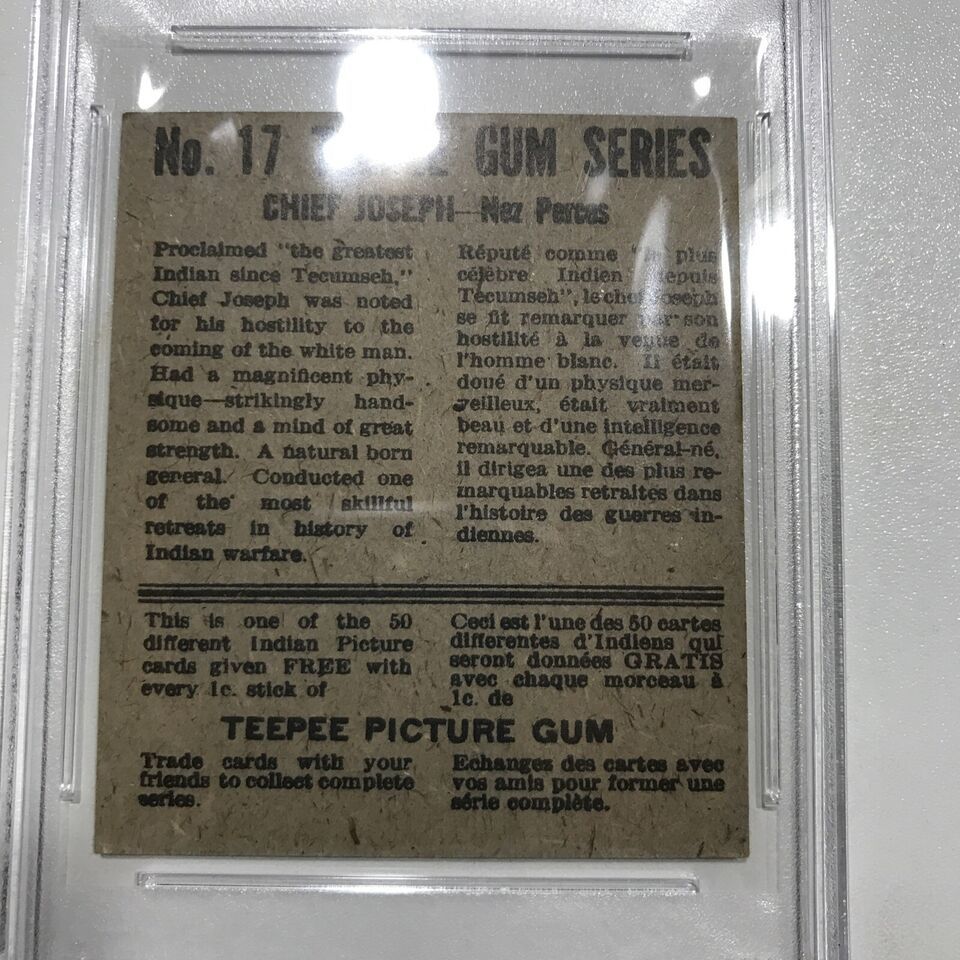 No. 17 GUM SERIES
CHIEF JOSEPH—Nez Perces
Proclaimed "the greatest
Indian since Tecumseh,"
Chief Joseph was noted
for his hostility to the
coming of the white man.
Had a magnificent phy-
sique—strikingly hand-
some and a mind of great
strength. A natural born
general. Conducted one
of the most skillful
retreats in history of
Indian warfare.
Réputé comme "le plus
célèbre Indien depuis
Tecumseh", le chef Joseph
se fit remarquer par son
hostilité à la venue de
l'homme blanc. Il était
doué d'un physique mer-
veilleux, était vraiment
beau et d'une intelligence
remarquable. Général-né,
il dirigea une des plus re-
marquables retraites dans
l'histoire des guerres in-
diennes.
This is one of the 50
different Indian Picture
cards given FREE with
every 1c. stick of
Ceci est l'une des 50 cartes
differentes d'Indiens qui
seront données GRATIS
avec chaque morceau à
1c. de
TEEPEE PICTURE GUM
Trade cards with your
friends to collect complete
series.
Echangez des cartes avec
vos amis pour former une
série complète.